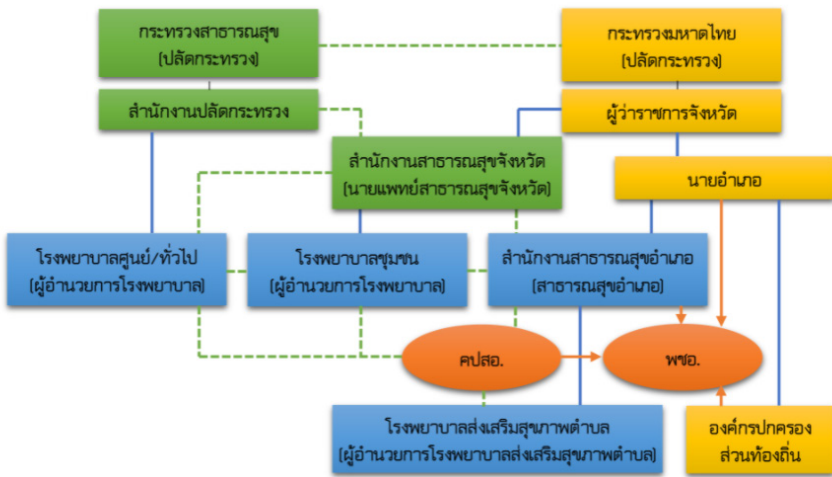 กระทรวงสาธารณสุข
(ปลัดกระทรวง)
กระทรวงมหาดไทย
(ปลัดกระทรวง)
สำนักงานปลัดกระทรวง
ผู้ว่าราชการจังหวัด
สำนักงานสาธารณสุขจังหวัด
(นายแพทย์สาธารณสุขจังหวัด)
นายอำเภอ
โรงพยาบาลศูนย์/ทั่วไป
(ผู้อำนวยการโรงพยาบาล)
โรงพยาบาลชุมชน
(ผู้อำนวยการโรงพยาบาล)
สำนักงานสาธารณสุขอำเภอ
(สาธารณสุขอำเภอ)
คปสอ.
พชอ.
โรงพยาบาลส่งเสริมสุขภาพตำบล
(ผู้อำนวยการโรงพยาบาลส่งเสริมสุขภาพตำบล)
องค์กรปกครอง
ส่วนท้องถิ่น